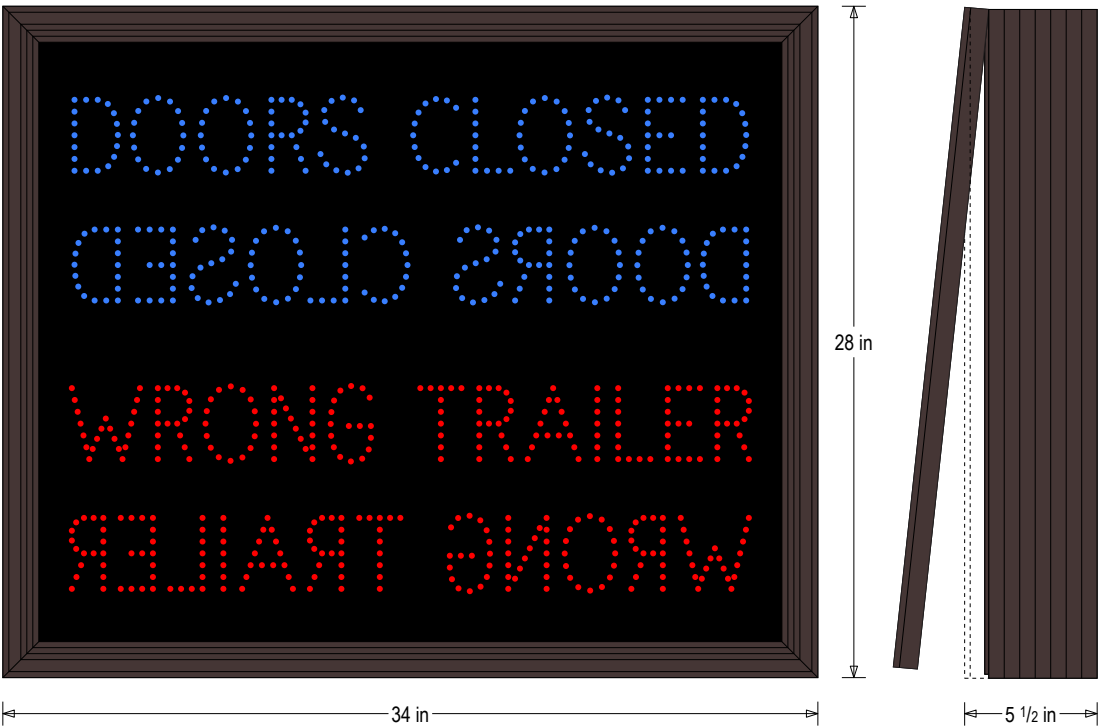 DOORS CLOSED
DOORS CLOSED
WRONG TRAILER
WRONG TRAILER
28 in
34 in
5 1/2 in